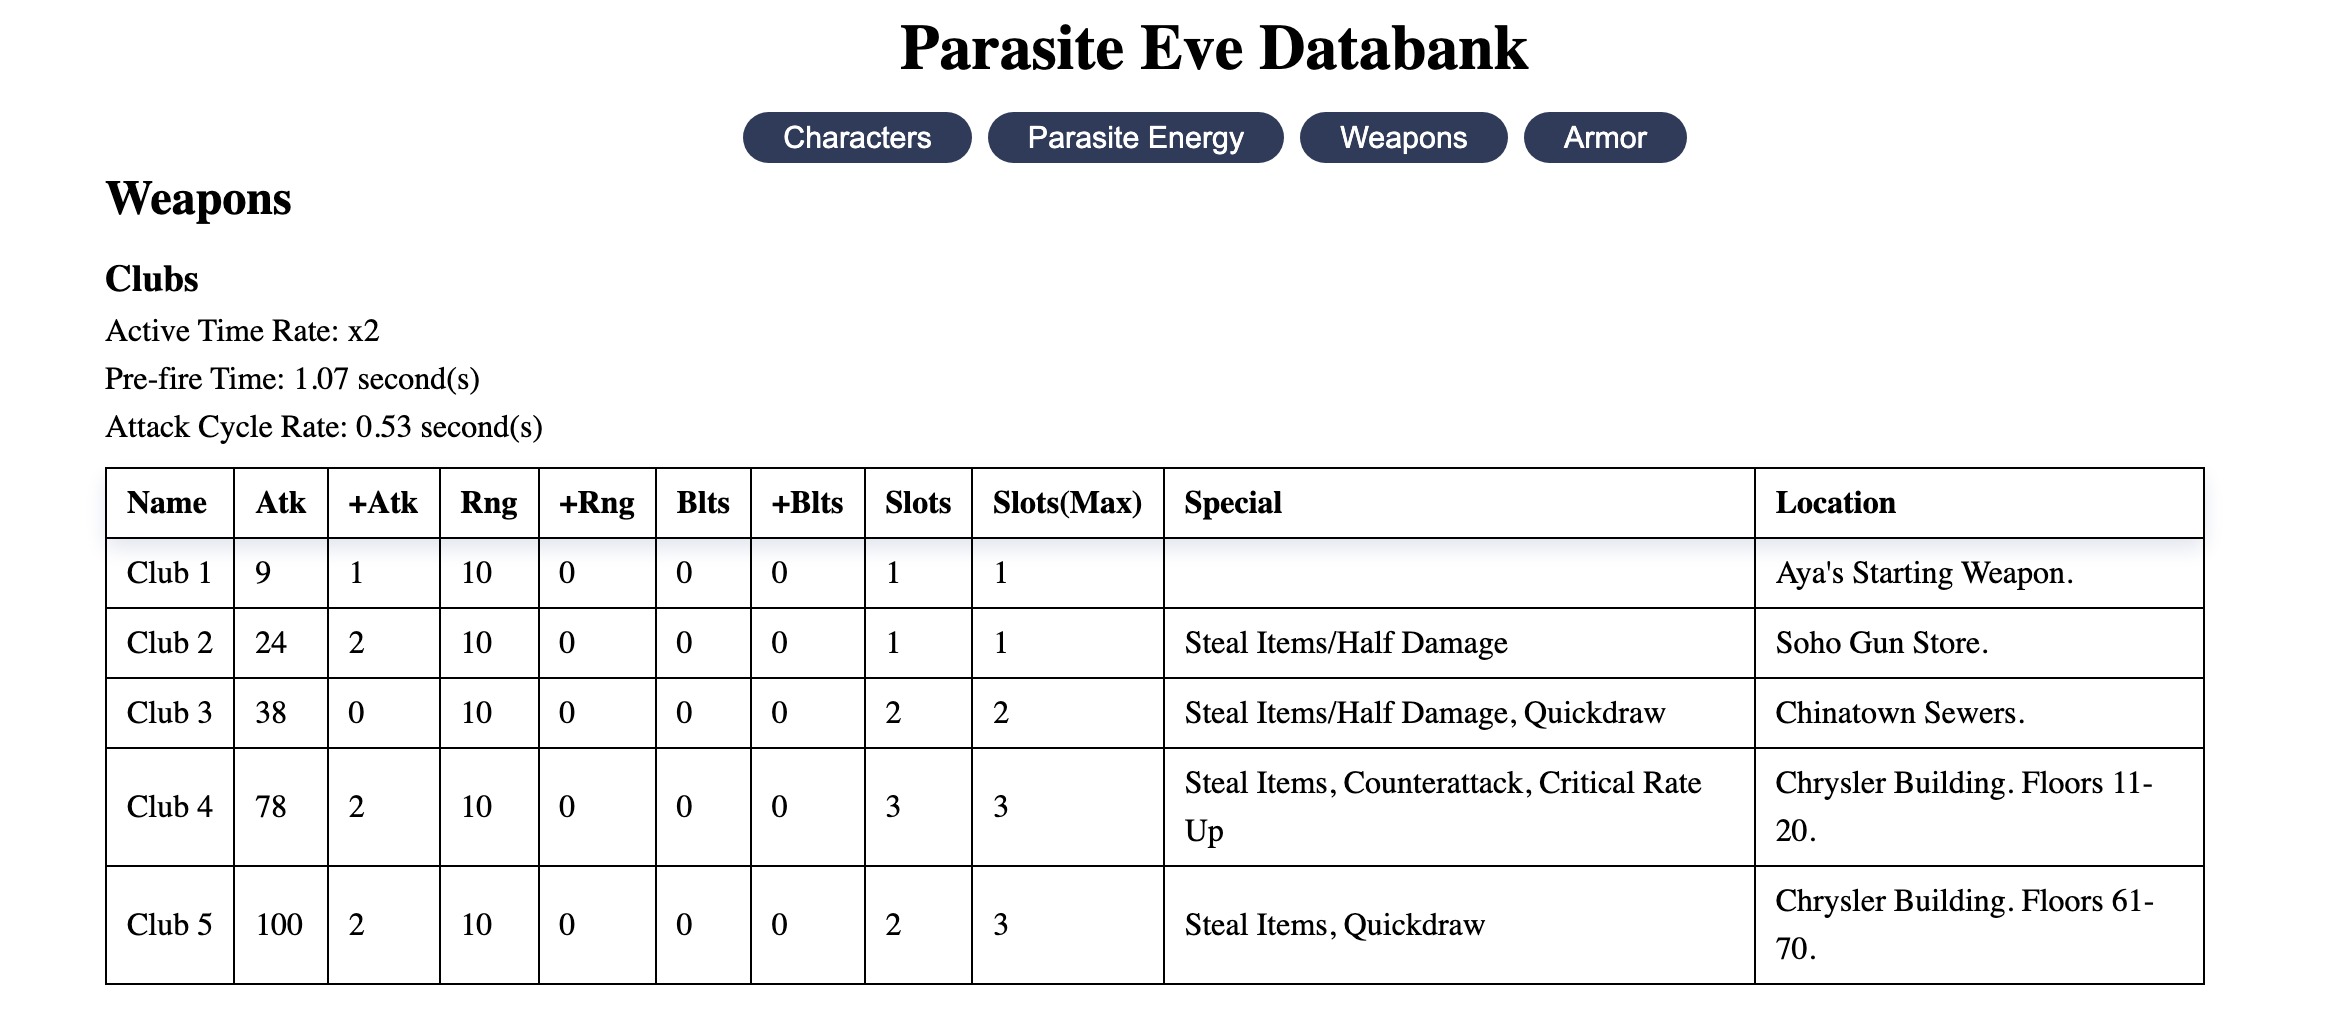 Parasite Eve Databank
Characters Parasite Energy Weapons Armor
Weapons
Clubs
Active Time Rate: x2
Pre-fire Time: 1.07 second(s)
Attack Cycle Rate: 0.53 second(s)
Name Atk +Atk Rng +Rng Blts +Blts Slots Slots(Max) Special Location
Club 1 9 1 10 0 0 0 1 1 Aya's Starting Weapon.
Club 2 24 2 10 0 0 0 1 1 Steal Items/Half Damage Soho Gun Store.
Club 3 38 0 10 0 0 0 2 2 Steal Items/Half Damage, Quickdraw Chinatown Sewers.
Club 4 78 2 10 0 0 0 3 3 Steal Items, Counterattack, Critical Rate
Up
Chrysler Building. Floors 11-
20.
Club 5 100 2 10 0 0 0 2 3 Steal Items, Quickdraw Chrysler Building. Floors 61-
70.